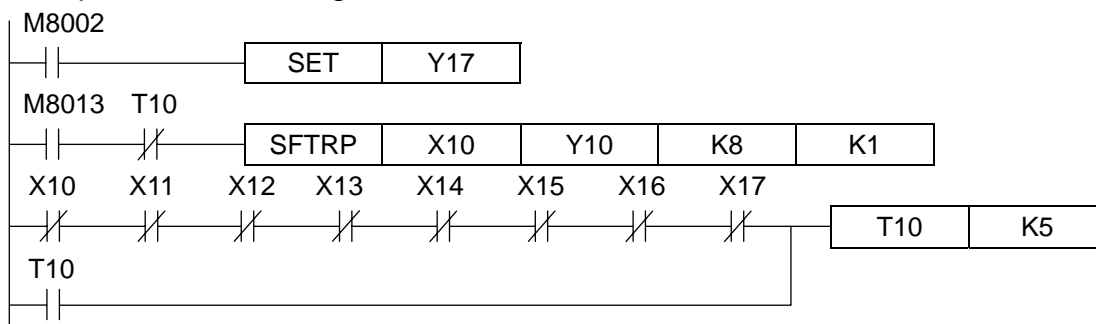 M8002
SET Y17
M8013 T10
SFTRP X10 Y10 K8 K1
X10 X11 X12 X13 X14 X15 X16 X17
T10 K5
T10